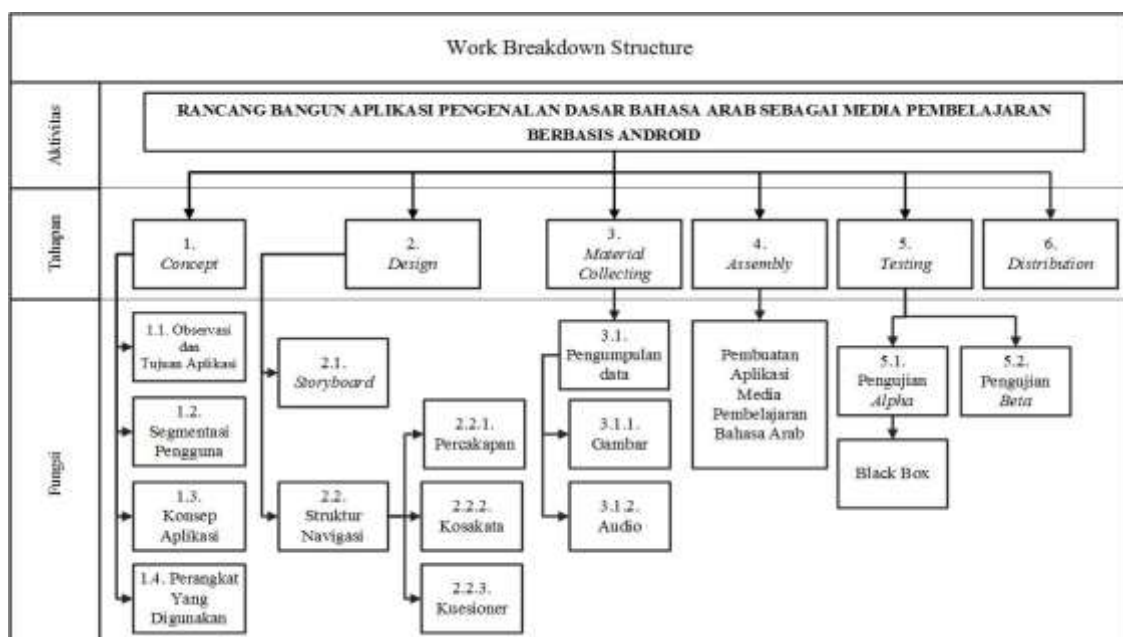 Work Breakdown Structure
Aktivitas
RANCANG BANGUN APLIKASI PENGENALAN DASAR BAHASA ARAB SEBAGAI MEDIA PEMBELAJARAN
BERBASIS ANDROID
Tahapan
1.
Concept
2.
Design
3.
Material
Collecting
4.
Assembly
5.
Testing
6.
Distribution
Fungsi
1.1. Observasi
dan
Tujuan Aplikasi
1.2.
Segmentasi
Pengguna
1.3.
Konsep
Aplikasi
1.4. Perangkat
Yang
Digunakan
2.1.
Storyboard
2.2.
Struktur
Navigasi
2.2.1.
Percakapan
2.2.2.
Kosakata
2.2.3.
Kuesioner
3.1.
Pengumpulan
data
3.1.1.
Gambar
3.1.2.
Audio
Pembuatan
Aplikasi
Media
Pembelajaran
Bahasa Arab
5.1.
Pengujian
Alpha
Black Box
5.2.
Pengujian
Beta